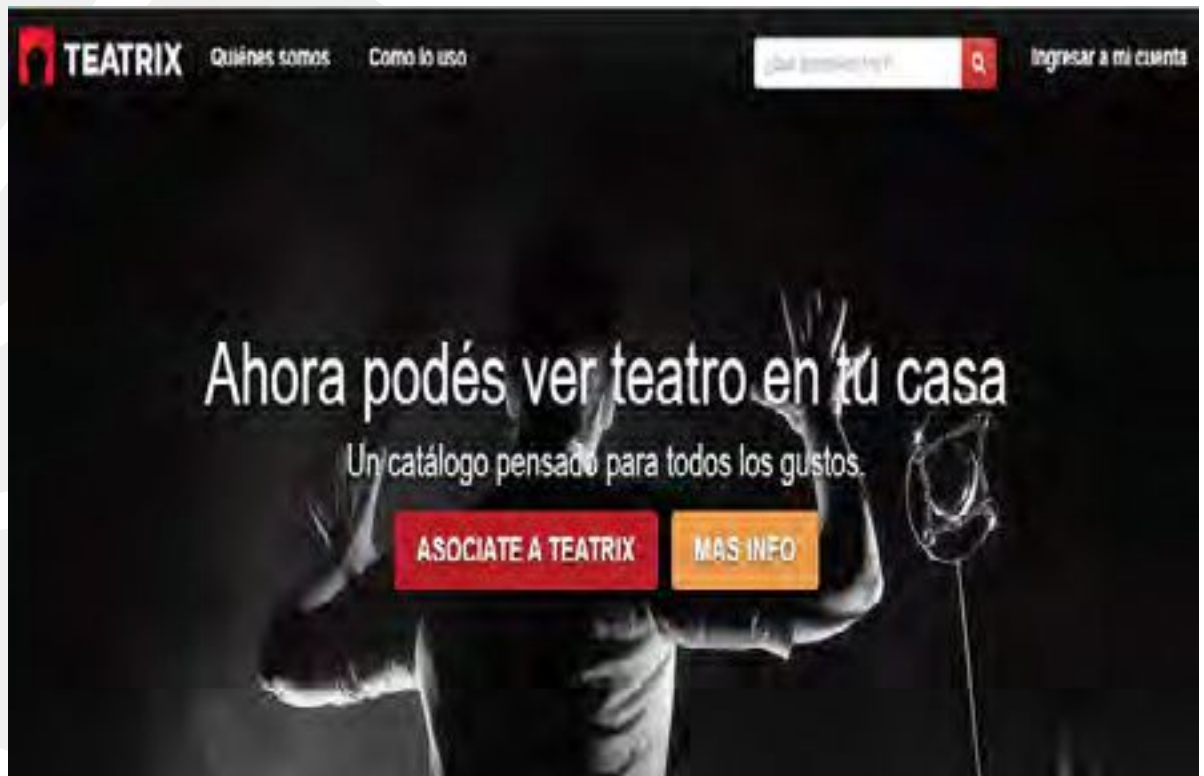 TEATRIX Quiénes somos Como lo uso Ingresar a mi cuenta
Ahora podés ver teatro en tu casa
Un catálogo pensado para todos los gustos.
ASOCIATE A TEATRIX MAS INFO